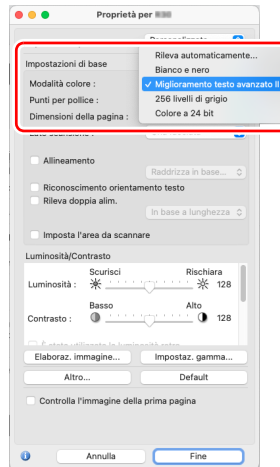 Proprietà per
Personalizzato
Impostazioni di base
Rileva automaticamente...
Bianco e nero
Modalità colore :
✓ Miglioramento testo avanzato II
Punti per pollice :
256 livelli di grigio
Dimensioni della pagina :
Colore a 24 bit
Lato scansione :
Allineamento
Raddrizza in base...
Riconoscimento orientamento testo
Rileva doppia alim.
In base a lunghezza
Imposta l'area da scannare
Luminosità/Contrasto
Scurisci Rischiara
Luminosità : 128
Basso Alto
Contrasto : 128
Elaboraz. immagine... Impostaz. gamma...
Altro... Default
Controlla l'immagine della prima pagina
Annulla Fine